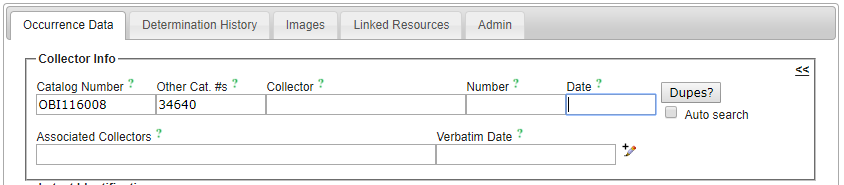 Occurrence Data Determination History Images Linked Resources Admin
Collector Info
<<
Catalog Number ? Other Cat. #s ? Collector ? Number ? Date ?
OBI116008 34640 Dupes?
Auto search
Associated Collectors ? Verbatim Date ?